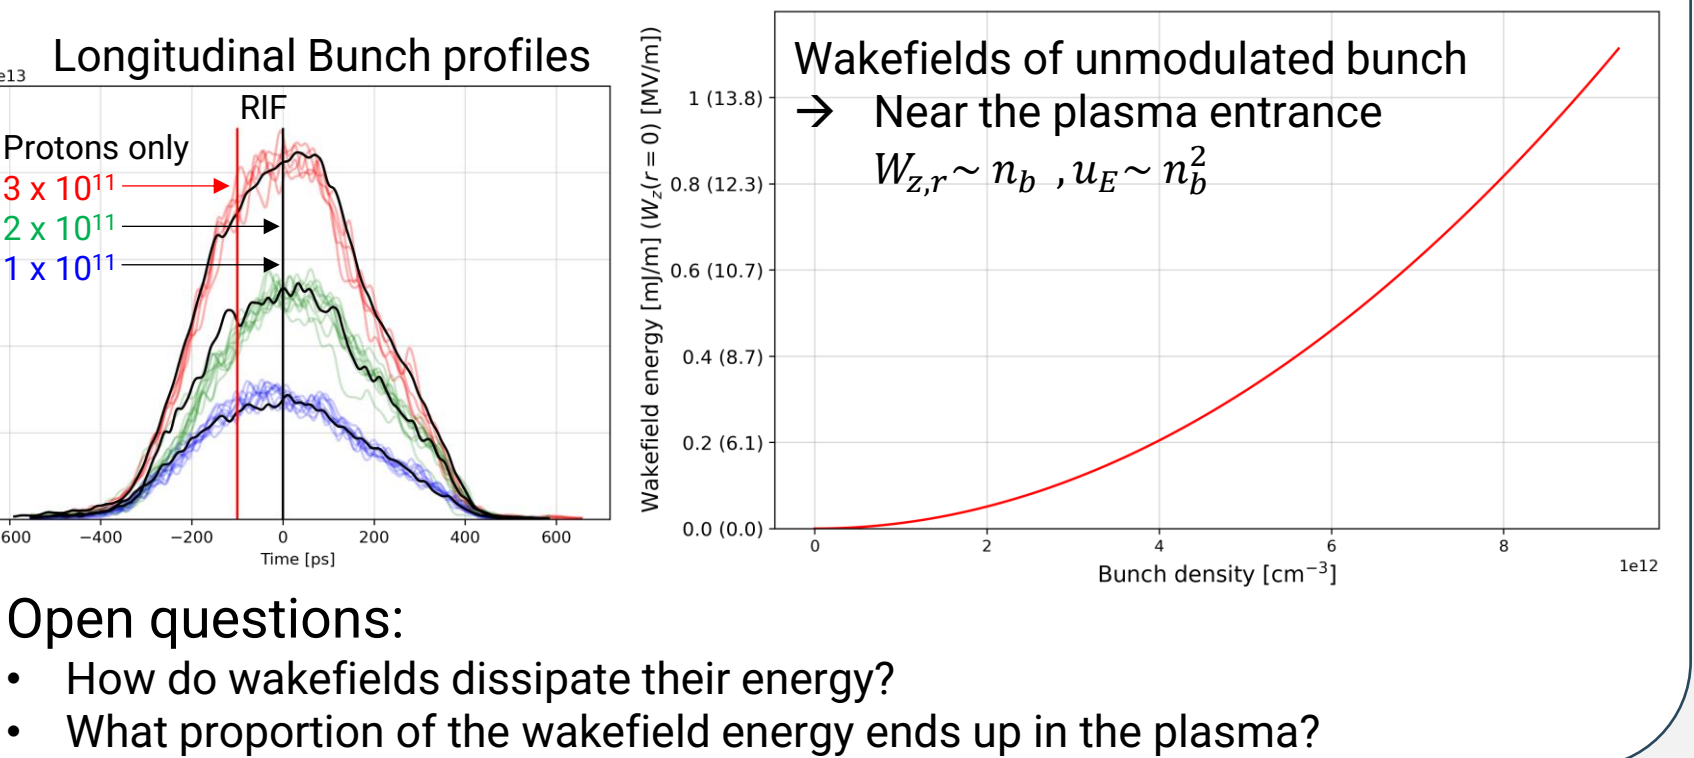 Longitudinal Bunch profiles
e13
RIF
Protons only
3 x 10¹¹
2 x 10¹¹
1 x 10¹¹
600 −400 −200 0 200 400 600
Time [ps]
Wakefield energy [mJ/m] (W_z(r = 0) [MV/m])
Wakefields of unmodulated bunch
→ Near the plasma entrance
W_{z,r} ~ n_b , u_E ~ n_b²
1 (13.8)
0.8 (12.3)
0.6 (10.7)
0.4 (8.7)
0.2 (6.1)
0.0 (0.0)
0 2 4 6 8
1e12
Bunch density [cm⁻³]
Open questions:
• How do wakefields dissipate their energy?
• What proportion of the wakefield energy ends up in the plasma?